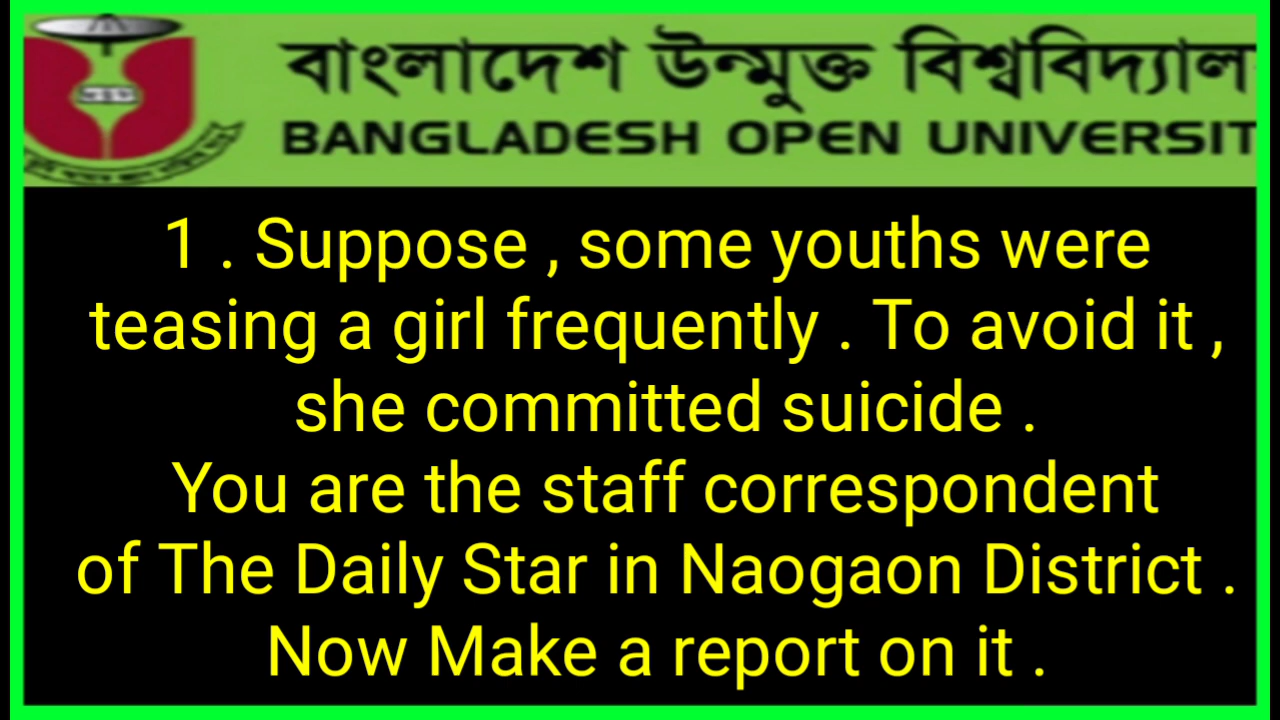 বাংলাদেশ উন্মুক্ত বিশ্ববিদ্যাল
BANGLADESH OPEN UNIVERSIT
1 . Suppose , some youths were
teasing a girl frequently . To avoid it ,
she committed suicide .
You are the staff correspondent
of The Daily Star in Naogaon District .
Now Make a report on it .